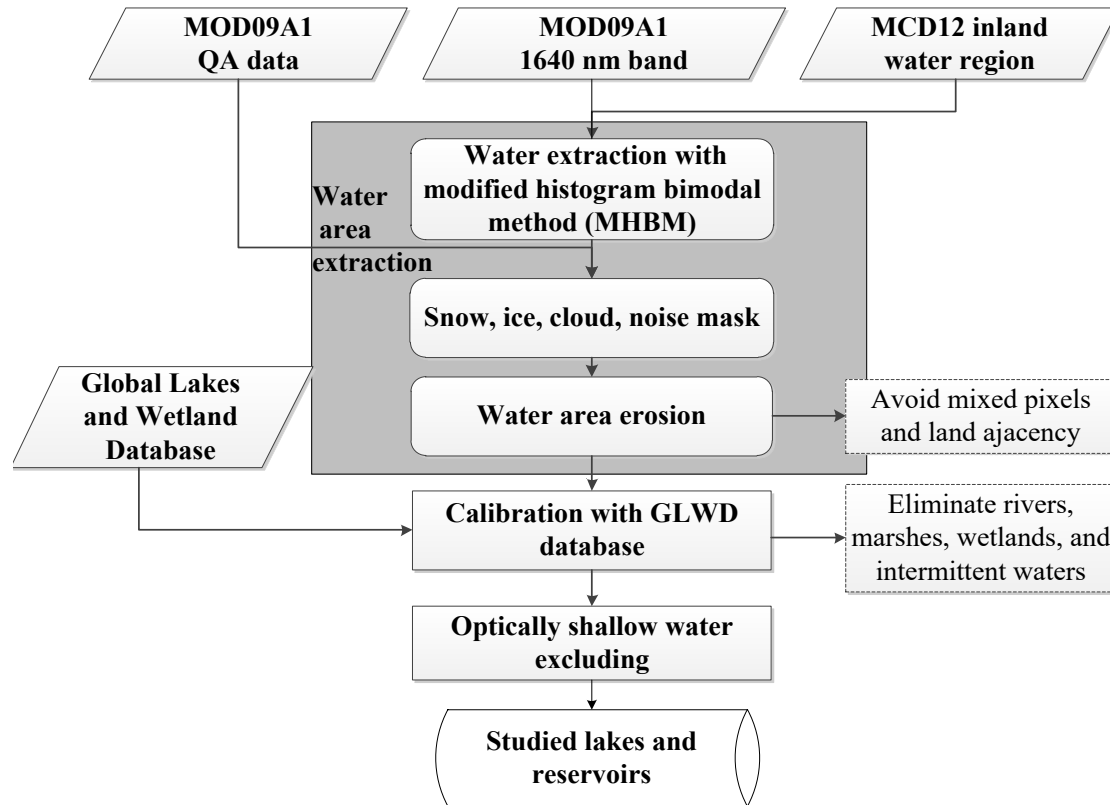 MOD09A1
QA data
MOD09A1
1640 nm band
MCD12 inland
water region
Water extraction with
modified histogram bimodal
method (MHBM)
Water
area
extraction
Snow, ice, cloud, noise mask
Global Lakes
and Wetland
Database
Water area erosion
Avoid mixed pixels
and land ajacency
Calibration with GLWD
database
Eliminate rivers,
marshes, wetlands, and
intermittent waters
Optically shallow water
excluding
Studied lakes and
reservoirs